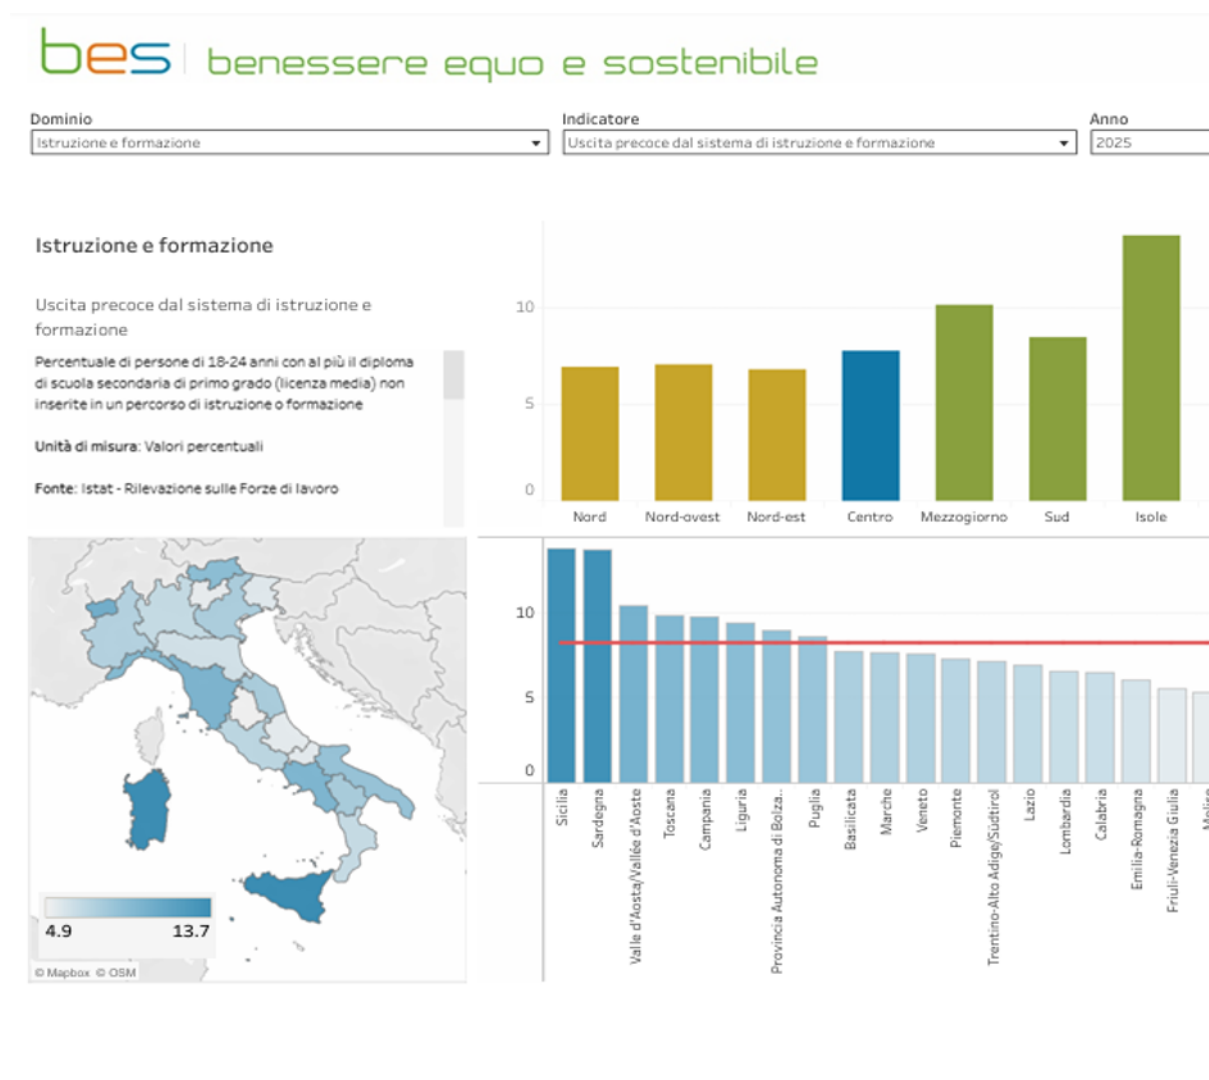 bes | benessere equo e sostenibile
Dominio
Istruzione e formazione
Indicatore
Uscita precoce dal sistema di istruzione e formazione
Anno
2025
Istruzione e formazione
Uscita precoce dal sistema di istruzione e
formazione
Percentuale di persone di 18-24 anni con al più il diploma
di scuola secondaria di primo grado (licenza media) non
inserite in un percorso di istruzione o formazione
Unità di misura: Valori percentuali
Fonte: Istat - Rilevazione sulle Forze di lavoro
10
5
0
Nord
Nord-ovest
Nord-est
Centro
Mezzogiorno
Sud
Isole
4.9
13.7
© Mapbox © OSM
10
5
0
Sicilia
Sardegna
Valle d'Aosta/Vallée d'Aoste
Toscana
Campania
Liguria
Provincia Autonoma di Bolza..
Puglia
Basilicata
Marche
Veneto
Piemonte
Trentino-Alto Adige/Südtirol
Lazio
Lombardia
Calabria
Emilia-Romagna
Friuli-Venezia Giulia